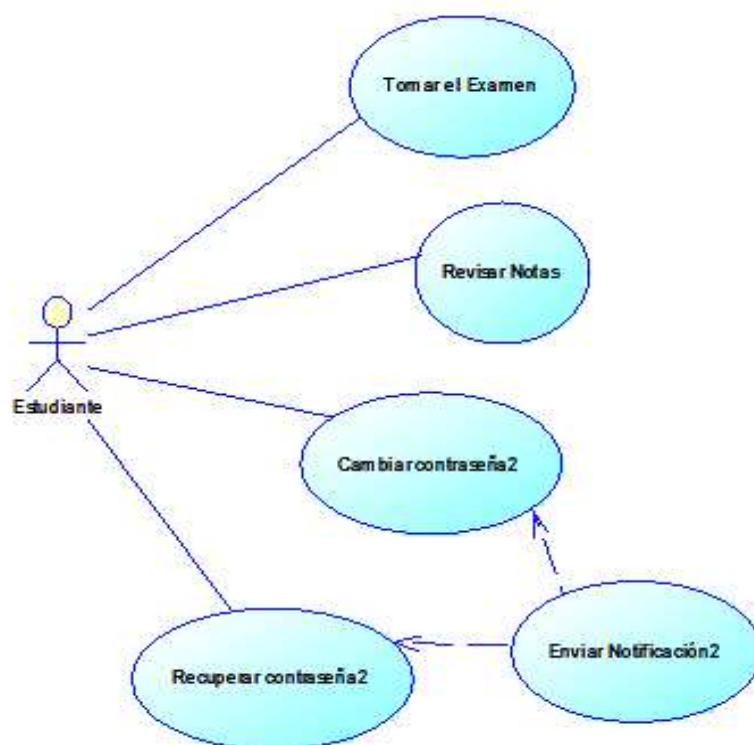 Tomar el Examen
Revisar Notas
Estudiante
Cambiar contraseña2
Enviar Notificación2
Recuperar contraseña2